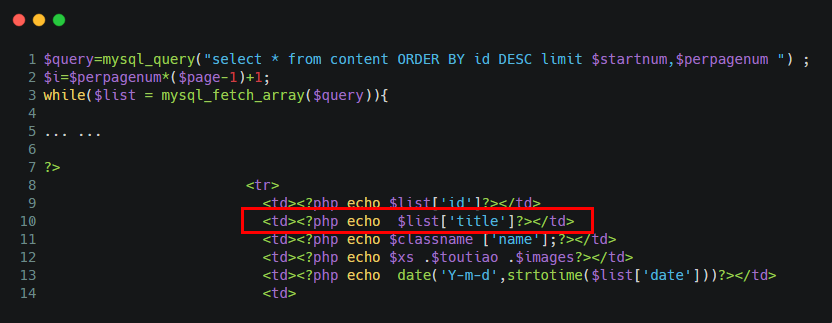 1 $query=mysql_query("select * from content ORDER BY id DESC limit $startnum,$perpagenum ") ;
2 $i=$perpagenum*($page-1)+1;
3 while($list = mysql_fetch_array($query)){
4
5 ... ...
6
7 ?>
8 <tr>
9 <td><?php echo $list['id']?></td>
10 <td><?php echo  $list['title']?></td>
11 <td><?php echo $classname ['name'];?></td>
12 <td><?php echo $xs .$toutiao .$images?></td>
13 <td><?php echo  date('Y-m-d',strtotime($list['date']))?></td>
14 <td>